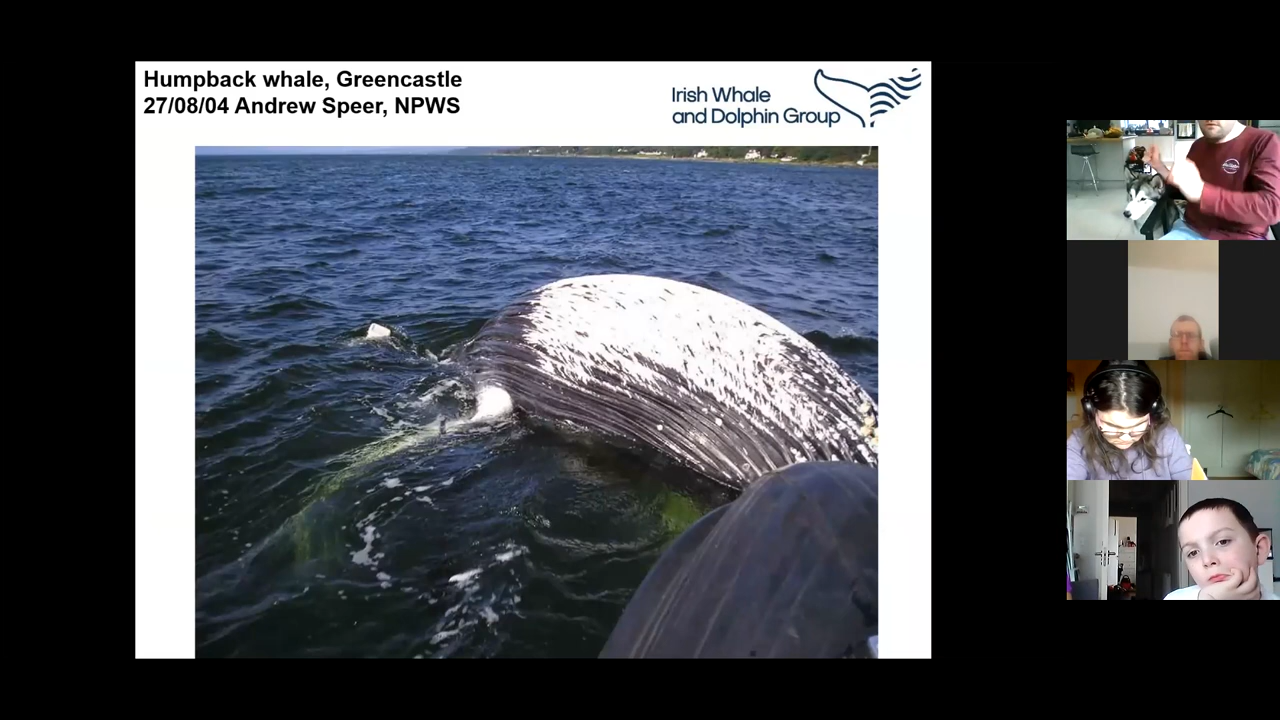 Humpback whale, Greencastle
27/08/04 Andrew Speer, NPWS
Irish Whale
and Dolphin Group